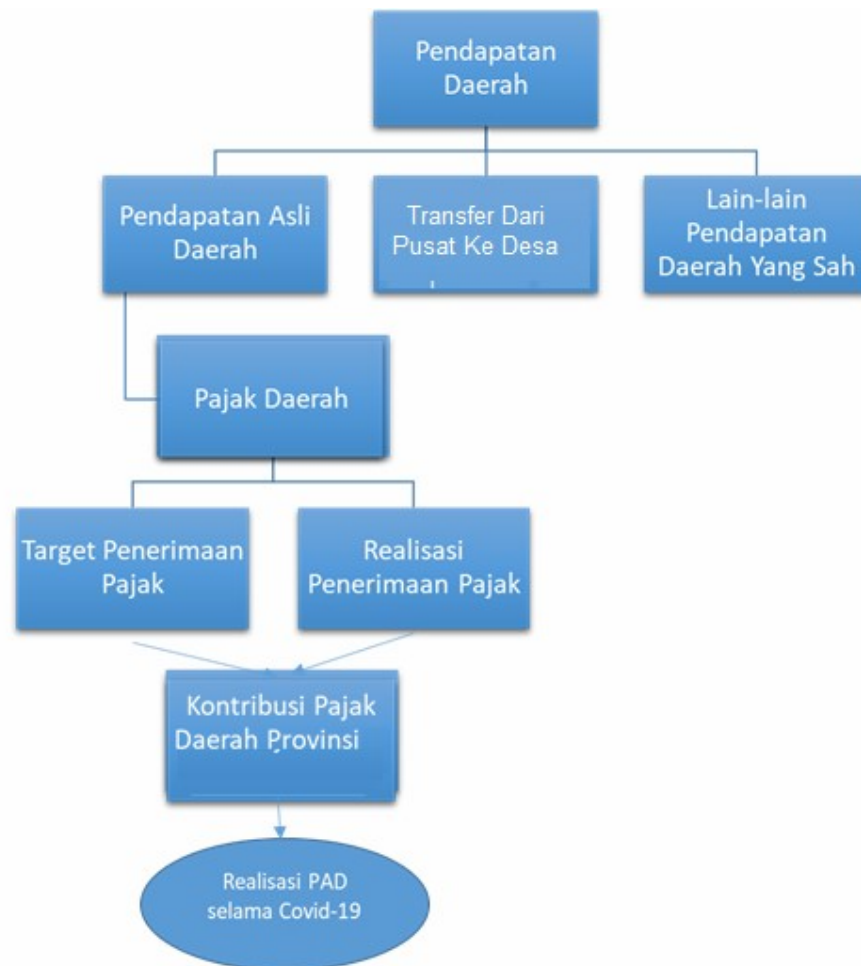 Pendapatan
Daerah
Pendapatan Asli
Daerah
Transfer Dari
Pusat Ke Desa
Lain-lain
Pendapatan
Daerah Yang Sah
Pajak Daerah
Target Penerimaan
Pajak
Realisasi
Penerimaan Pajak
Kontribusi Pajak
Daerah Provinsi
Realisasi PAD
selama Covid-19